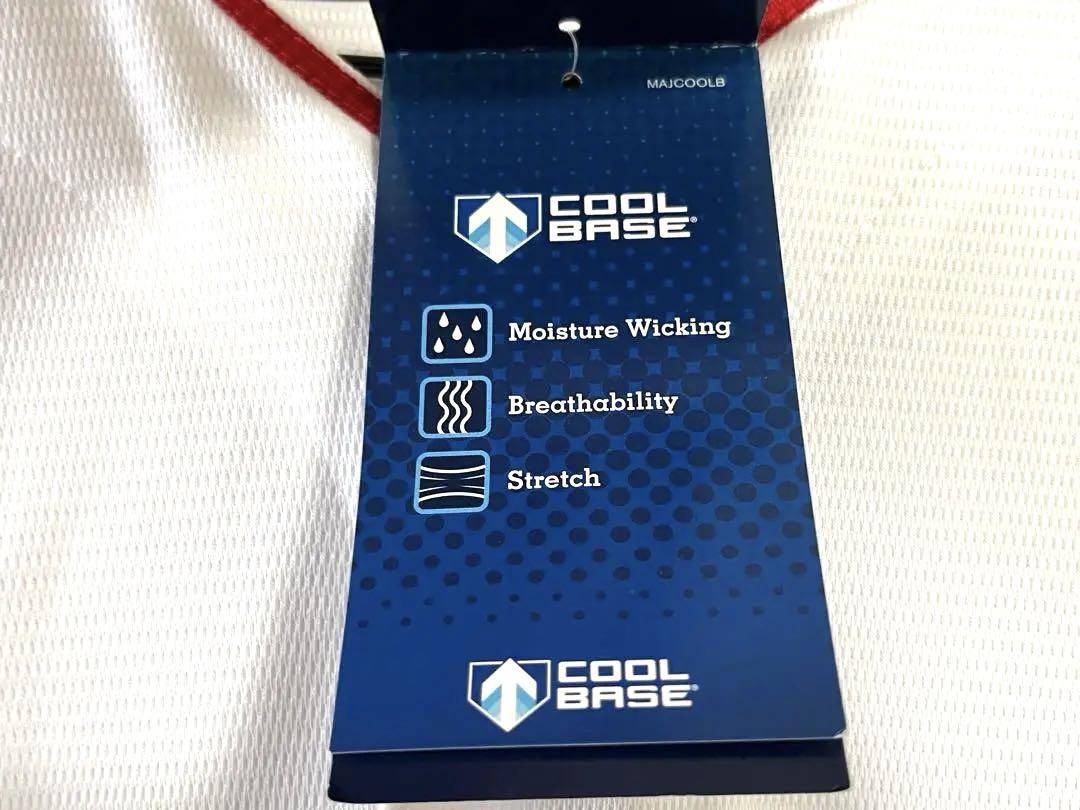 MAJCOOLB
COOL
BASE®
Moisture Wicking
Breathability
Stretch
COOL
BASE®